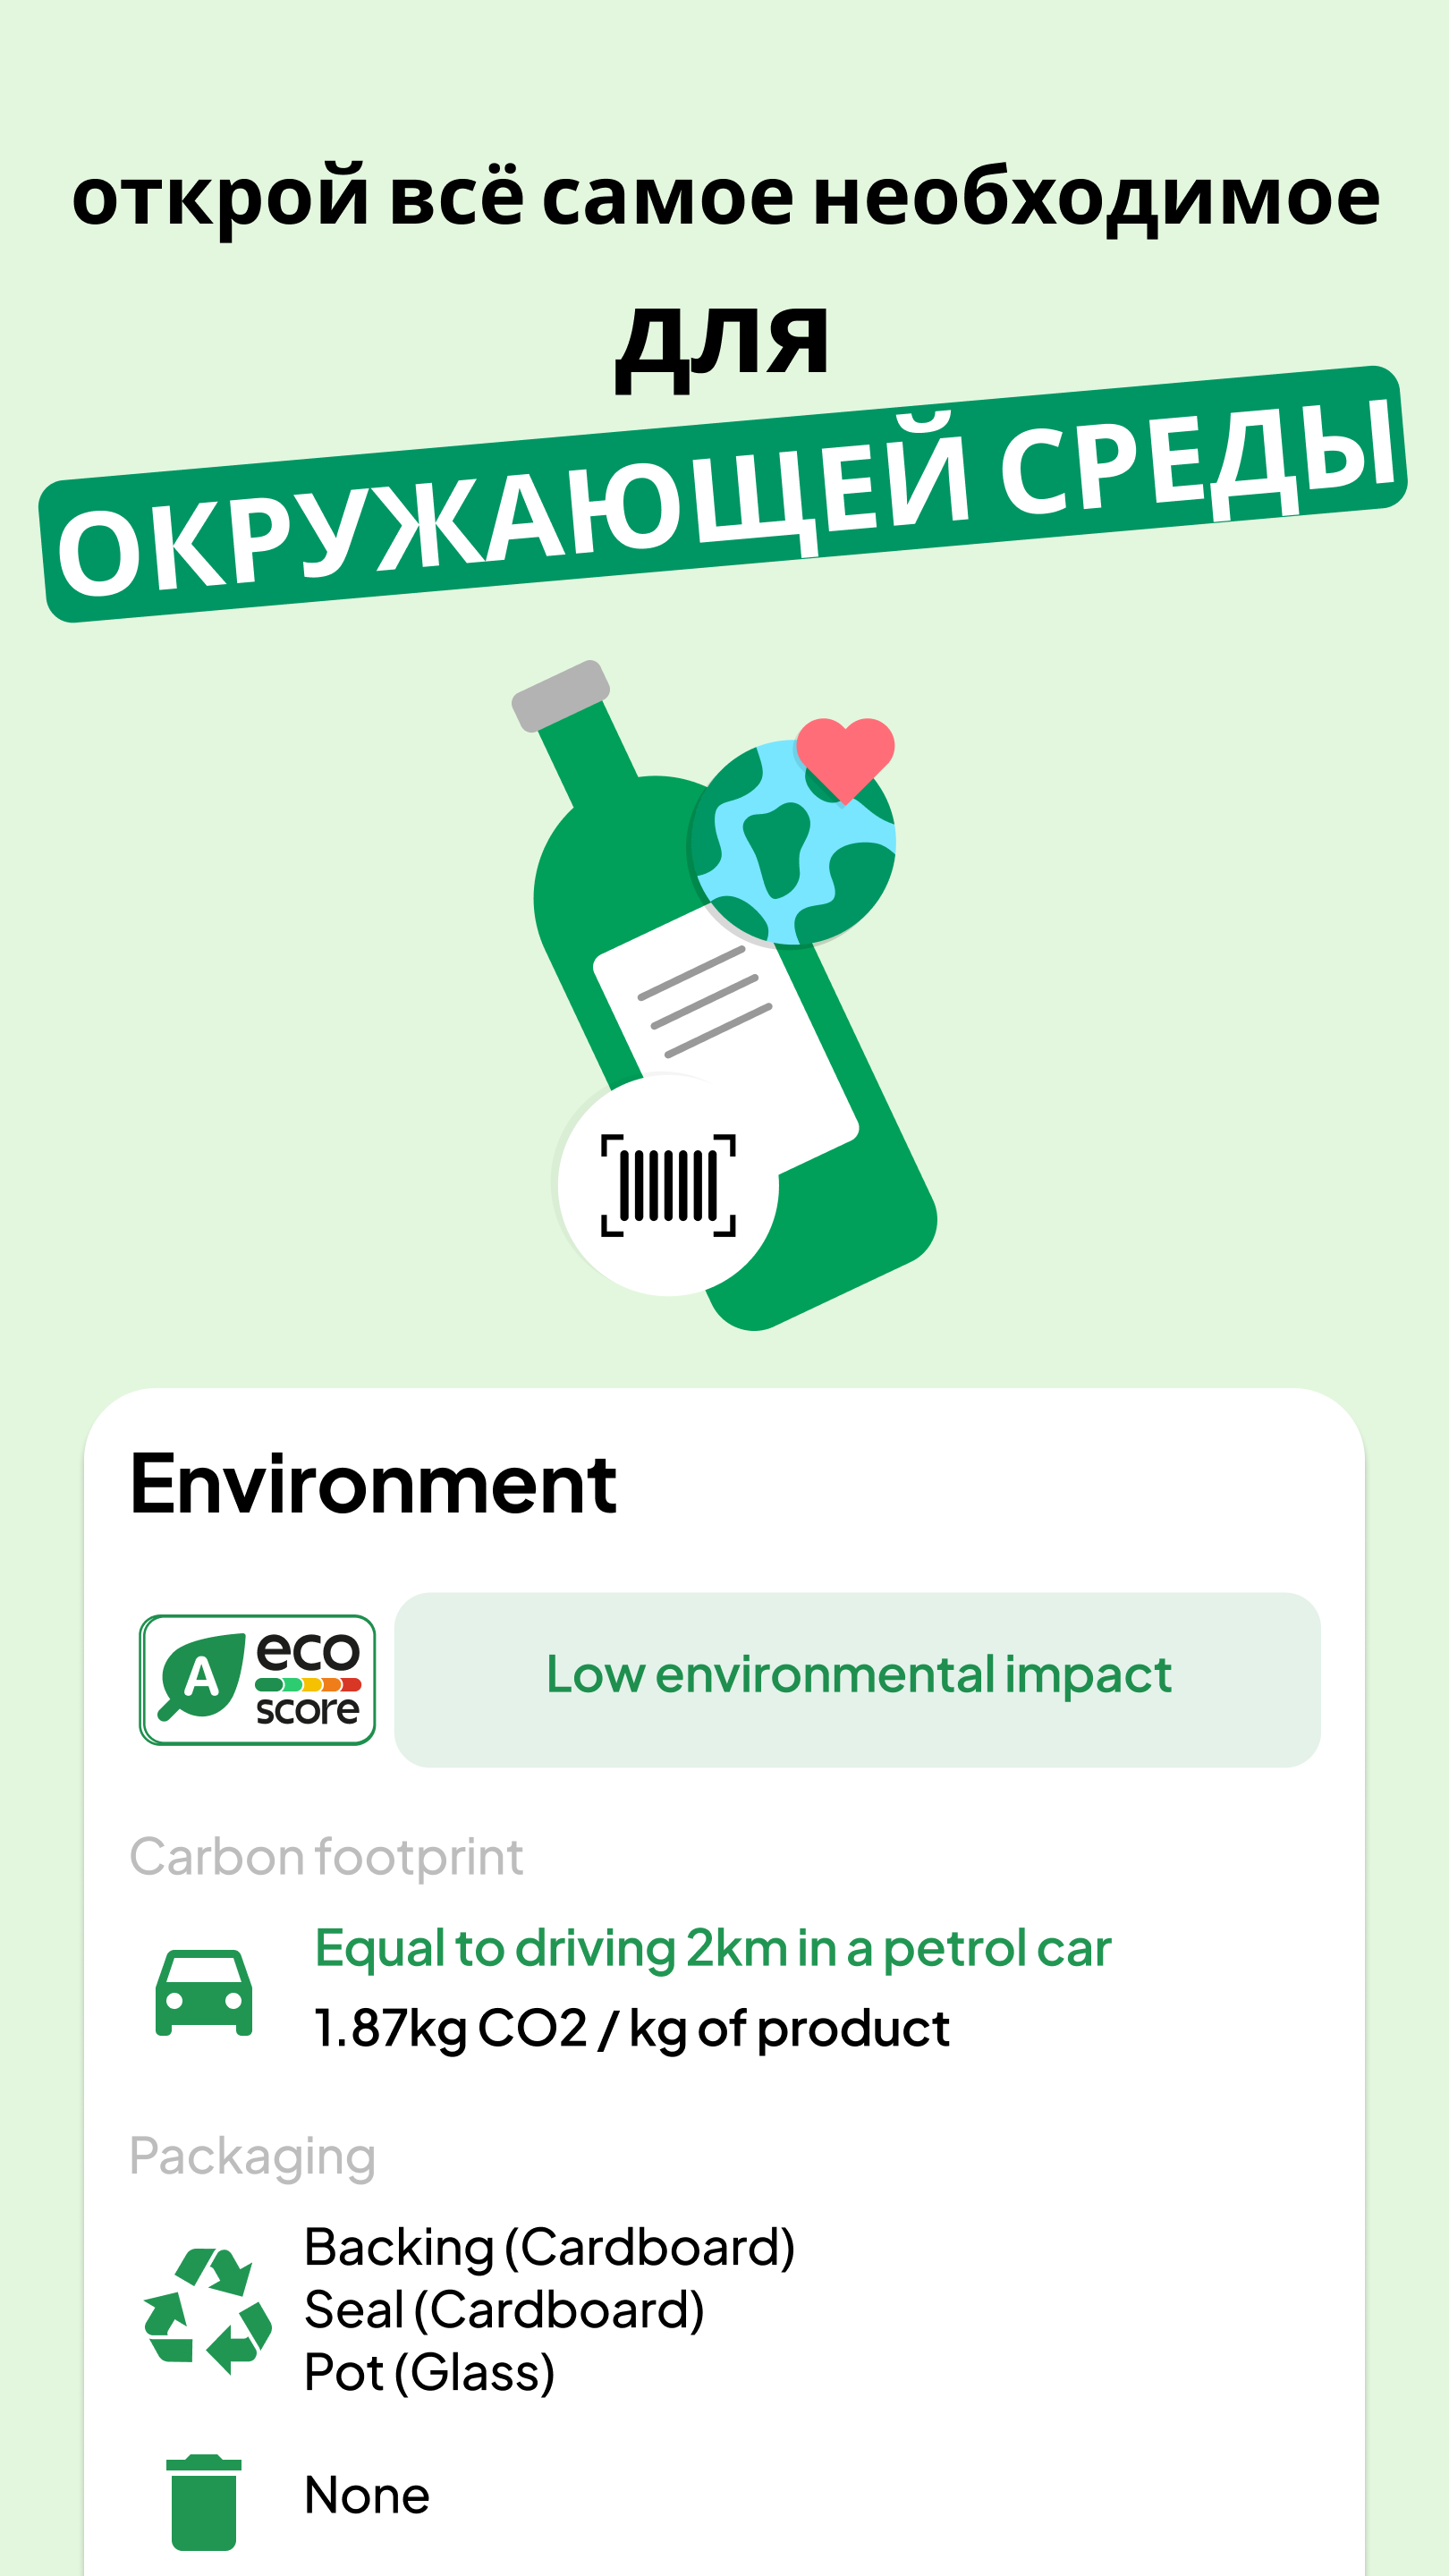 открой всё самое необходимое
для
ОКРУЖАЮЩЕЙ СРЕДЫ
Environment
A
eco
score
Low environmental impact
Carbon footprint
Equal to driving 2km in a petrol car
1.87kg CO2 / kg of product
Packaging
Backing (Cardboard)
Seal (Cardboard)
Pot (Glass)
None